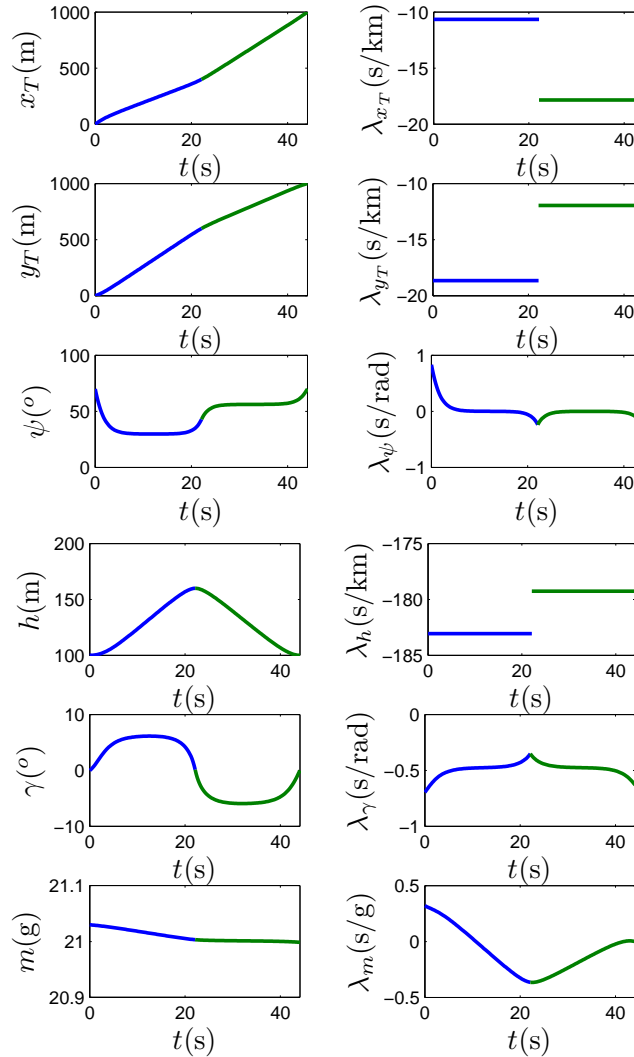 1000
500
0
x_T(m)
0 20 40
t(s)
−10
−15
−20
λ_{x_T}(s/km)
0 20 40
t(s)
1000
500
0
y_T(m)
0 20 40
t(s)
−10
−15
−20
λ_{y_T}(s/km)
0 20 40
t(s)
100
50
0
ψ(°)
0 20 40
t(s)
1
0
−1
λ_ψ(s/rad)
0 20 40
t(s)
200
150
100
h(m)
0 20 40
t(s)
−175
−180
−185
λ_h(s/km)
0 20 40
t(s)
10
0
−10
γ(°)
0 20 40
t(s)
0
−0.5
−1
λ_γ(s/rad)
0 20 40
t(s)
21.1
21
20.9
m(g)
0 20 40
t(s)
0.5
0
−0.5
λ_m(s/g)
0 20 40
t(s)